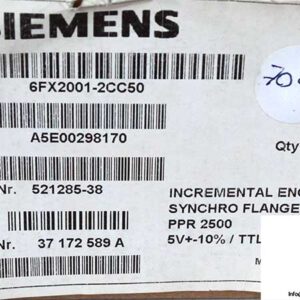 SIEMENS
6FX2001-2CC50
70
A5E00298170
Qty
Nr. 521285-38
INCREMENTAL ENC
SYNCHRO FLANGE
PPR 2500
5V+-10% / TTL
Nr. 37 172 589 A
M